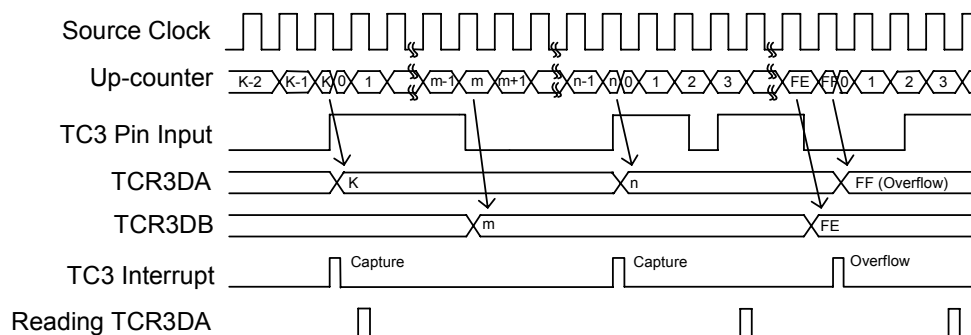 Source Clock
Up-counter K-2 K-1 K 0 1 m-1 m m+1 n-1 n 0 1 2 3 FE FF 0 1 2 3
TC3 Pin Input
TCR3DA K n FF (Overflow)
TCR3DB m FE
TC3 Interrupt Capture Capture Overflow
Reading TCR3DA